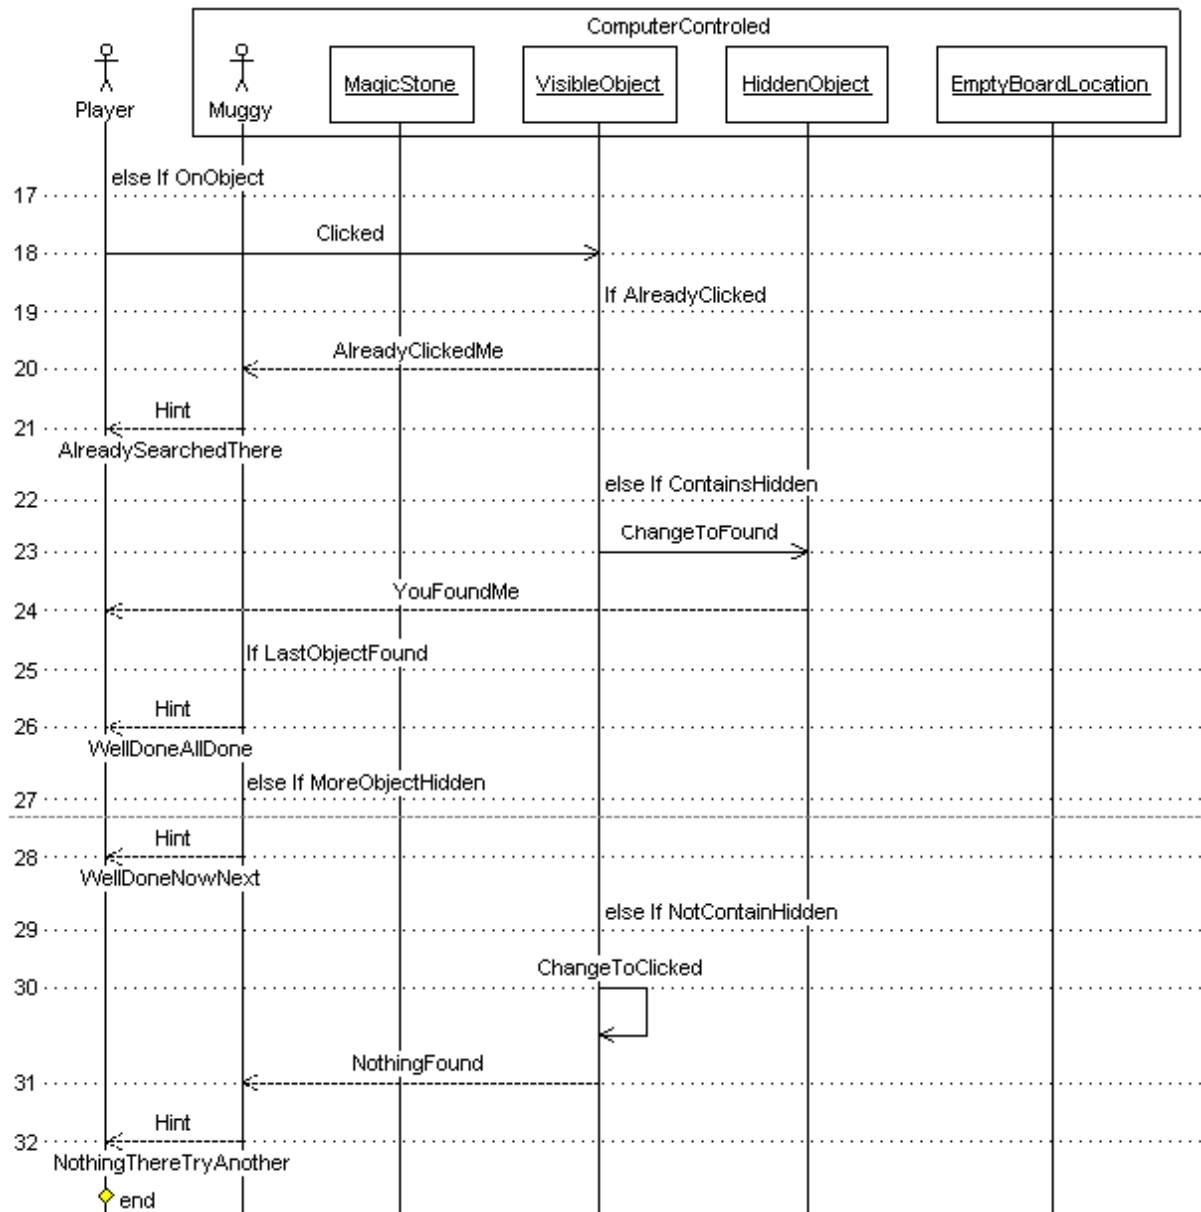 ComputerControled
Player
Muggy
MagicStone
VisibleObject
HiddenObject
EmptyBoardLocation
else If OnObject
17
Clicked
18
If AlreadyClicked
19
AlreadyClickedMe
20
Hint
21
AlreadySearchedThere
else If ContainsHidden
22
ChangeToFound
23
YouFoundMe
24
If LastObjectFound
25
Hint
26
WellDoneAllDone
else If MoreObjectHidden
27
Hint
28
WellDoneNowNext
else If NotContainHidden
29
ChangeToClicked
30
NothingFound
31
Hint
32
NothingThereTryAnother
end